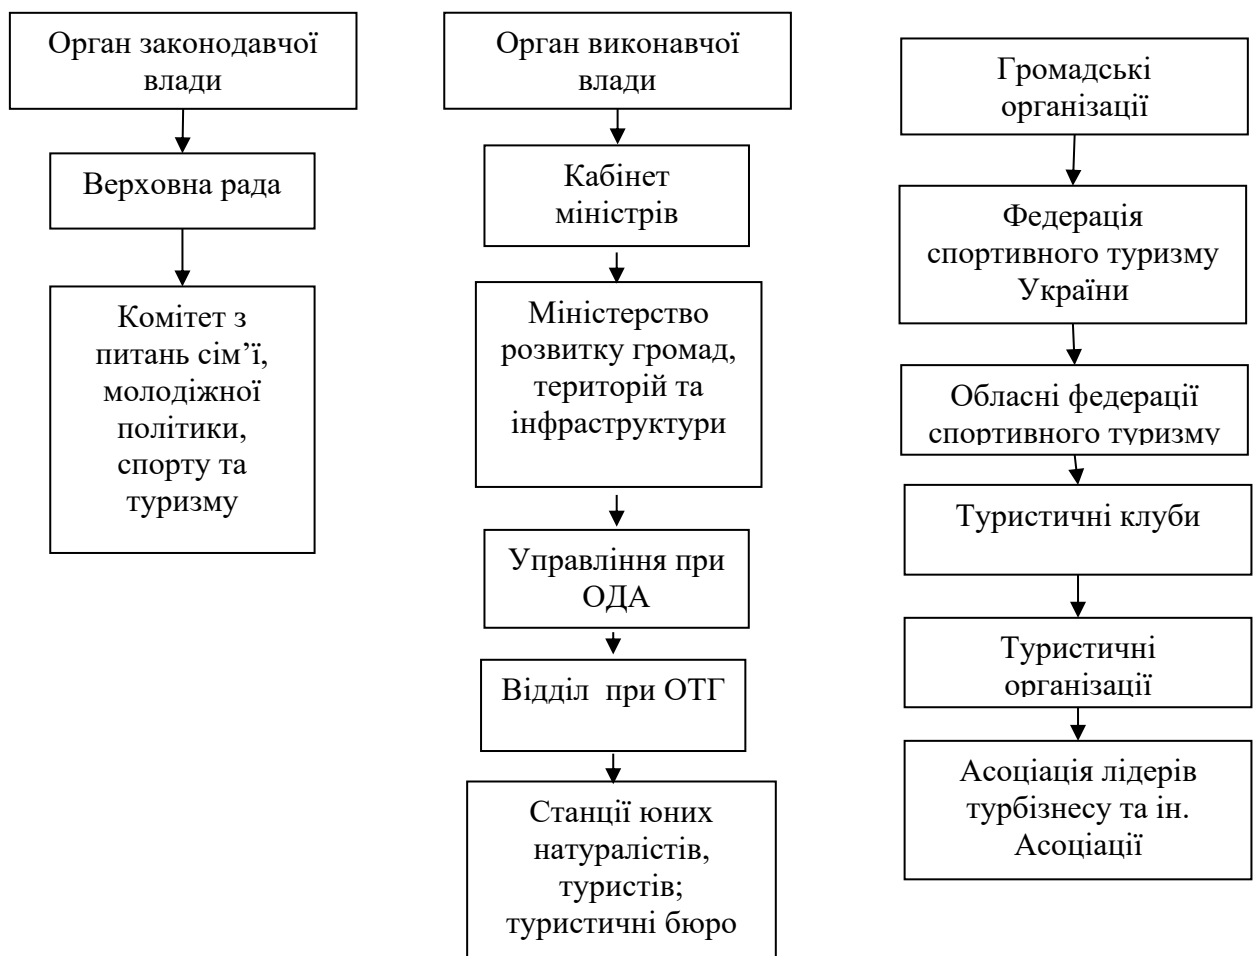 Орган законодавчої
влади
Верховна рада
Комітет з
питань сім’ї,
молодіжної
політики,
спорту та
туризму
Орган виконавчої
влади
Кабінет
міністрів
Міністерство
розвитку громад,
територій та
інфраструктури
Управління при
ОДА
Відділ при ОТГ
Станції юних
натуралістів,
туристів;
туристичні бюро
Громадські
організації
Федерація
спортивного туризму
України
Обласні федерації
спортивного туризму
Туристичні клуби
Туристичні
організації
Асоціація лідерів
турбізнесу та ін.
Асоціації